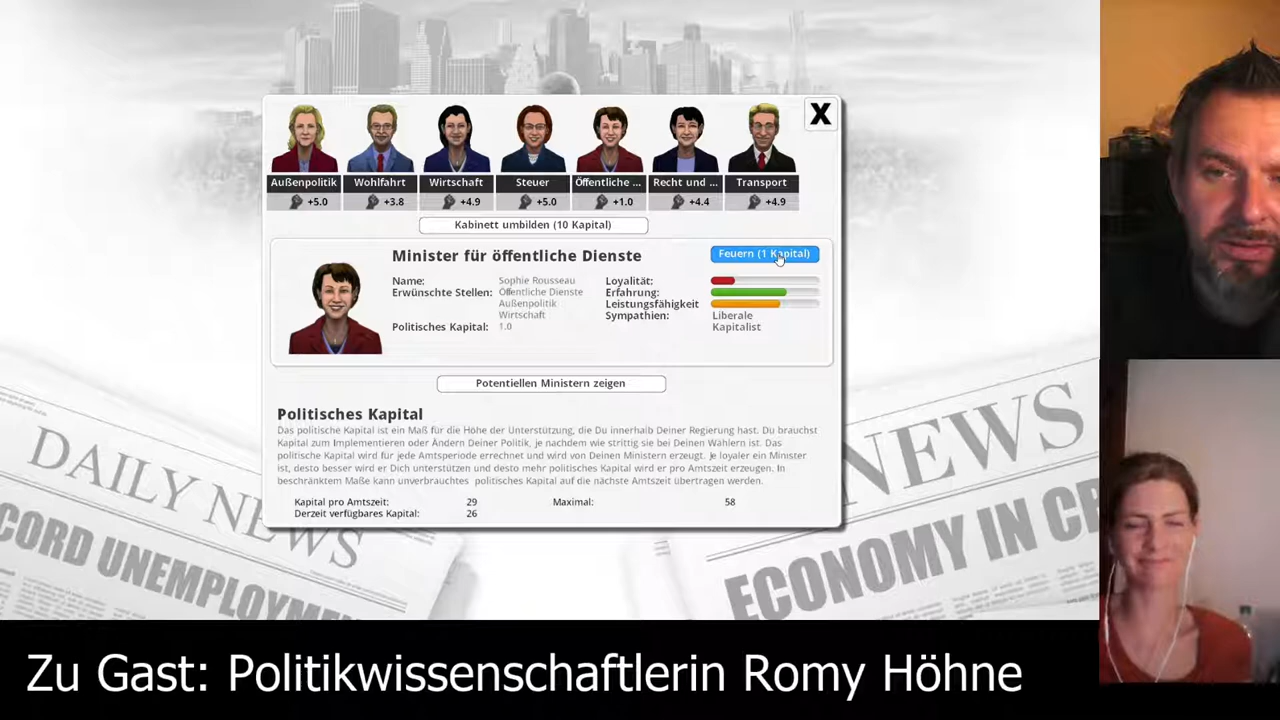 X
Außenpolitik Wohlfahrt Wirtschaft Steuer Öffentliche ... Recht und ... Transport
+5.0 +3.8 +4.9 +5.0 +1.0 +4.4 +4.9
Kabinett umbilden (10 Kapital)
Minister für öffentliche Dienste
Feuern (1 Kapital)
Name: Sophie Rousseau
Erwünschte Stellen: Öffentliche Dienste
Außenpolitik
Wirtschaft
Politisches Kapital: 1.0
Loyalität:
Erfahrung:
Leistungsfähigkeit
Sympathien: Liberale
Kapitalist
Potentiellen Ministern zeigen
Politisches Kapital
Das politische Kapital ist ein Maß für die Höhe der Unterstützung, die Du innerhalb Deiner Regierung hast. Du brauchst
Kapital zum Implementieren oder Ändern Deiner Politik, je nachdem wie strittig sie bei Deinen Wählern ist. Das
politische Kapital wird für jede Amtsperiode errechnet und wird von Deinen Ministern erzeugt. Je loyaler ein Minister
ist, desto besser wird er Dich unterstützen und desto mehr politisches Kapital wird er pro Amtszeit erzeugen. In
beschränktem Maße kann unverbrauchtes politisches Kapital auf die nächste Amtszeit übertragen werden.
Kapital pro Amtszeit: 29 Maximal: 58
Derzeit verfügbares Kapital: 26
DAILY NEWS
CORD UNEMPLOYM
NEWS
ECONOMY IN CR
Zu Gast: Politikwissenschaftlerin Romy Höhne